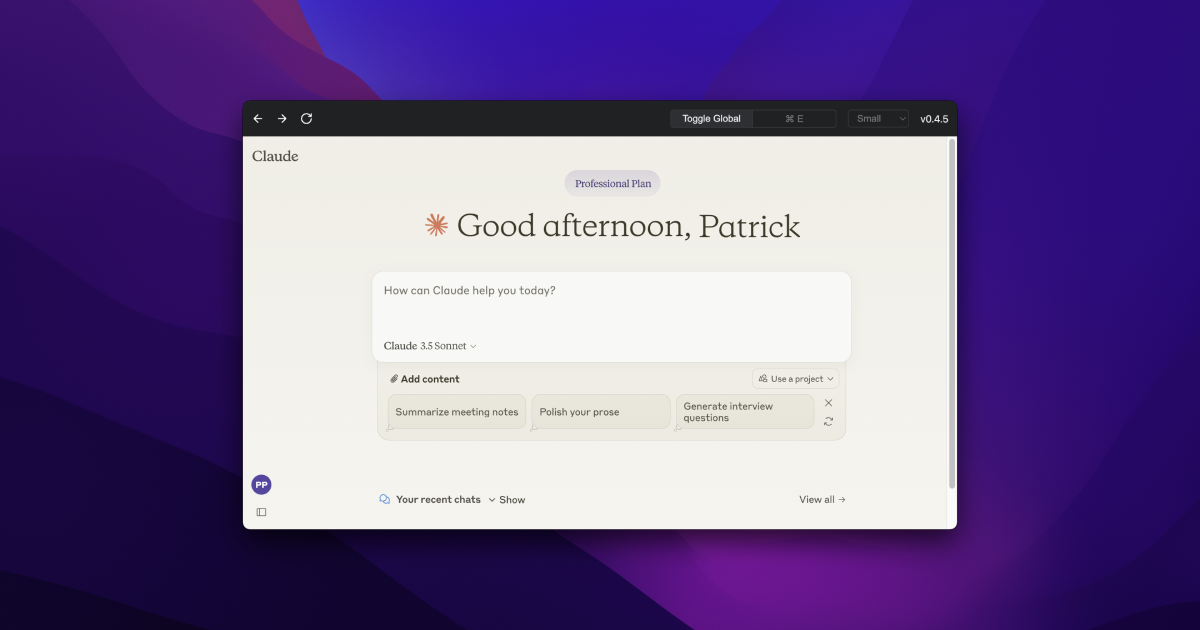 Toggle Global ⌘ E Small v0.4.5
Claude
Professional Plan
Good afternoon, Patrick
How can Claude help you today?
Claude 3.5 Sonnet
Add content Use a project
Summarize meeting notes
Polish your prose
Generate interview
questions
PP
Your recent chats Show View all →